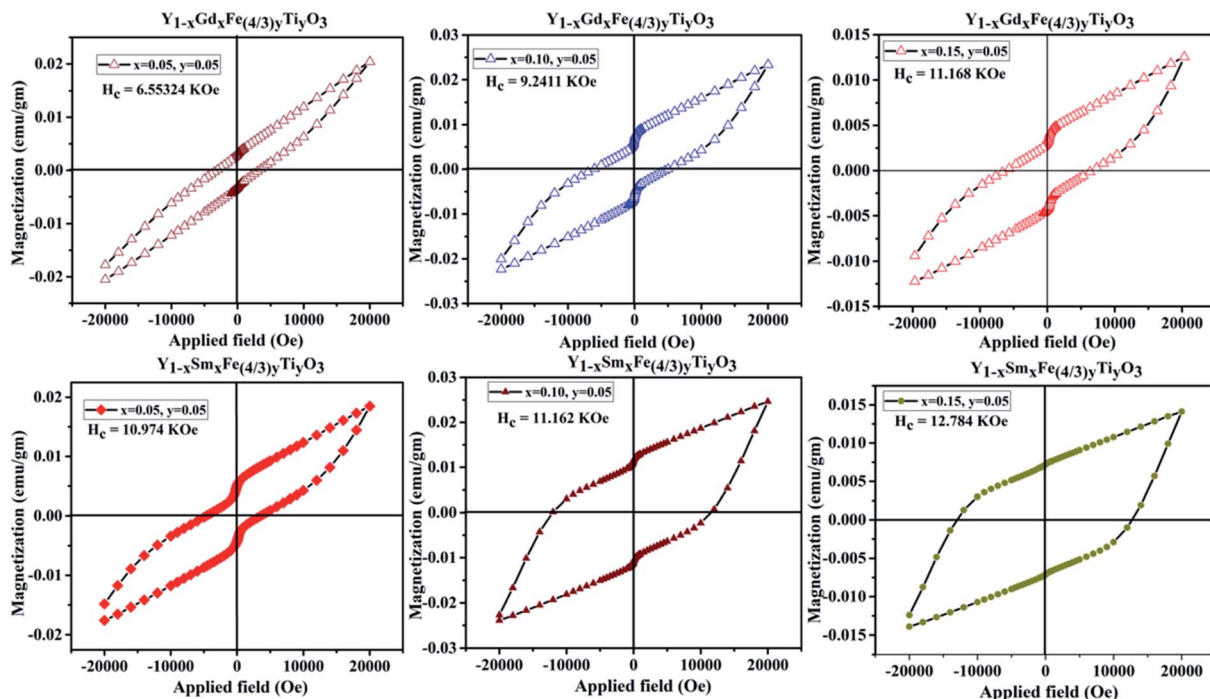 Y1-xGdxFe(4/3)yTiyO3
x=0.05, y=0.05
Hc = 6.55324 KOe
Magnetization (emu/gm)
0.02
0.01
0.00
-0.01
-0.02
-20000 -10000 0 10000 20000
Applied field (Oe)
Y1-xGdxFe(4/3)yTiyO3
x=0.10, y=0.05
Hc = 9.2411 KOe
Magnetization (emu/gm)
0.03
0.02
0.01
0.00
-0.01
-0.02
-0.03
-20000 -10000 0 10000 20000
Applied field (Oe)
Y1-xGdxFe(4/3)yTiyO3
x=0.15, y=0.05
Hc = 11.168 KOe
Magnetization (emu/gm)
0.015
0.010
0.005
0.000
-0.005
-0.010
-0.015
-20000 -10000 0 10000 20000
Applied field (Oe)
Y1-xSmxFe(4/3)yTiyO3
x=0.05, y=0.05
Hc = 10.974 KOe
Magnetization (emu/gm)
0.02
0.01
0.00
-0.01
-0.02
-20000 -10000 0 10000 20000
Applied field (Oe)
Y1-xSmxFe(4/3)yTiyO3
x=0.10, y=0.05
Hc = 11.162 KOe
Magnetization (emu/gm)
0.03
0.02
0.01
0.00
-0.01
-0.02
-0.03
-20000 -10000 0 10000 20000
Applied field (Oe)
Y1-xSmxFe(4/3)yTiyO3
x=0.15, y=0.05
Hc = 12.784 KOe
Magnetization (emu/gm)
0.015
0.010
0.005
0.000
-0.005
-0.010
-0.015
-20000 -10000 0 10000 20000
Applied field (Oe)